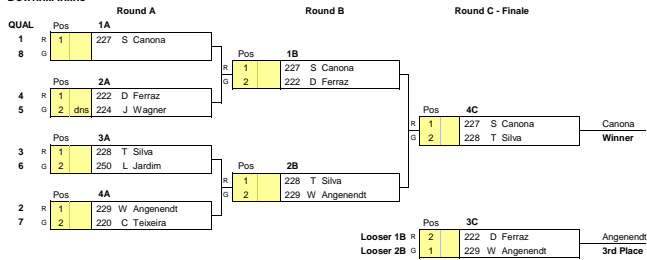 Round A Round B Round C - Finale
QUAL Pos 1A
1 R 1 227 S Canona
8 G
Pos 1B
R 1 227 S Canona
G 2 222 D Ferraz
Pos 2A
4 R 1 222 D Ferraz
5 G 2 dns 224 J Wagner
Pos 4C
R 1 227 S Canona Canona
G 2 228 T Silva Winner
Pos 3A
3 R 1 228 T Silva
6 G 2 250 L Jardim
Pos 2B
R 1 228 T Silva
G 2 229 W Angenendt
Pos 4A
2 R 1 229 W Angenendt
7 G 2 220 C Teixeira
Pos 3C
Looser 1B R 2 222 D Ferraz Angenendt
Looser 2B G 1 229 W Angenendt 3rd Place